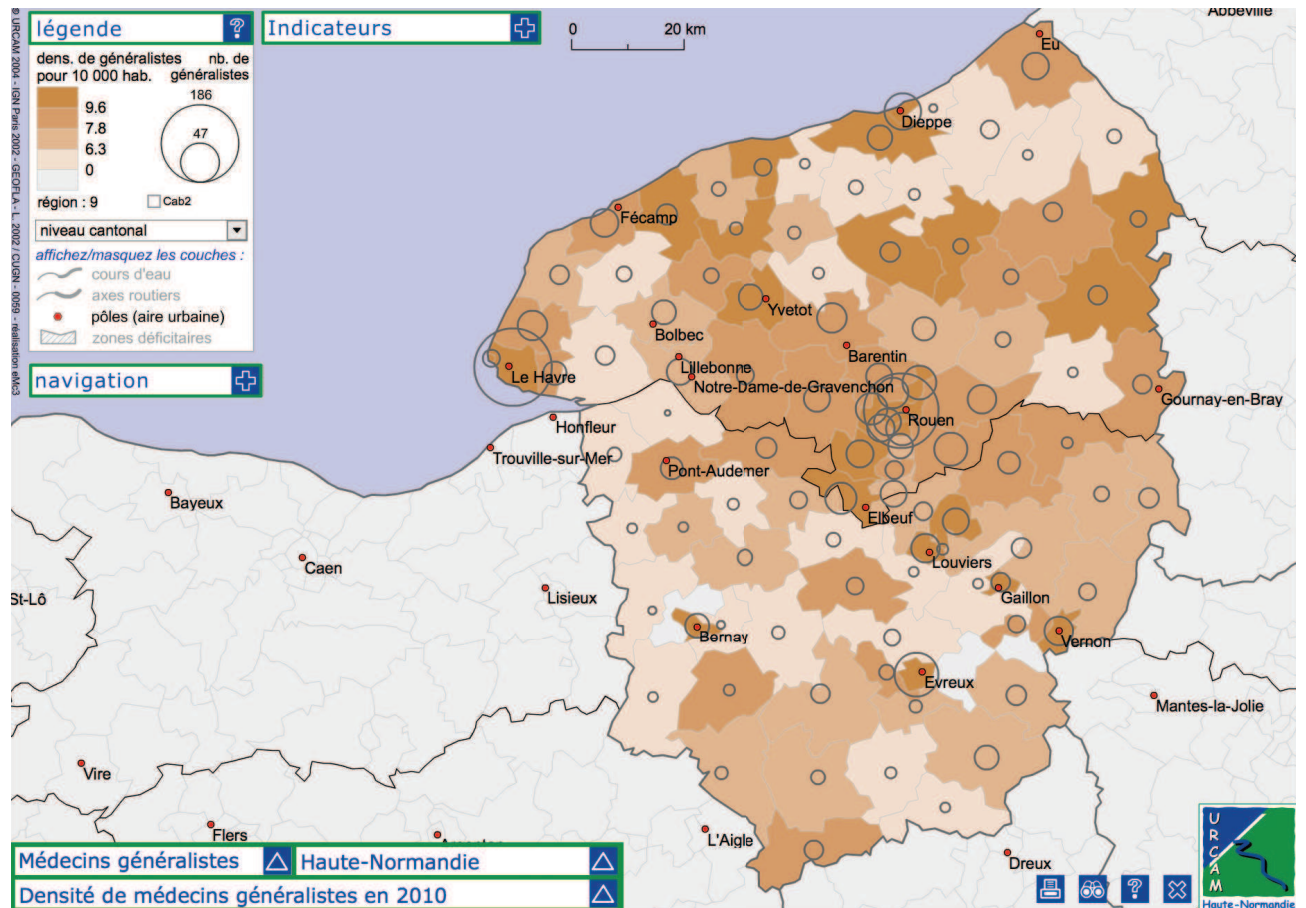 © URCAM 2004 - IGN Paris 2002 - GEOFLA - L. 2002 / CUGN - 0059 - réalisation eMc3
légende
?
Indicateurs
0 20 km
dens. de généralistes
pour 10 000 hab.
nb. de
généralistes
9.6
7.8
6.3
0
186
47
région : 9
Cab2
niveau cantonal
affichez/masquez les couches :
cours d'eau
axes routiers
pôles (aire urbaine)
zones déficitaires
navigation
Abbeville
Eu
Dieppe
Fécamp
Yvetot
Bolbec
Barentin
Lillebonne
Le Havre
Notre-Dame-de-Gravenchon
Gournay-en-Bray
Rouen
Honfleur
Trouville-sur-Mer
Pont-Audemer
Bayeux
Elbeuf
Caen
Louviers
St-Lô
Lisieux
Gaillon
Bernay
Vernon
Evreux
Mantes-la-Jolie
Vire
Flers
L'Aigle
Dreux
Médecins généralistes
Haute-Normandie
Densité de médecins généralistes en 2010
?
URCAM
Haute-Normandie